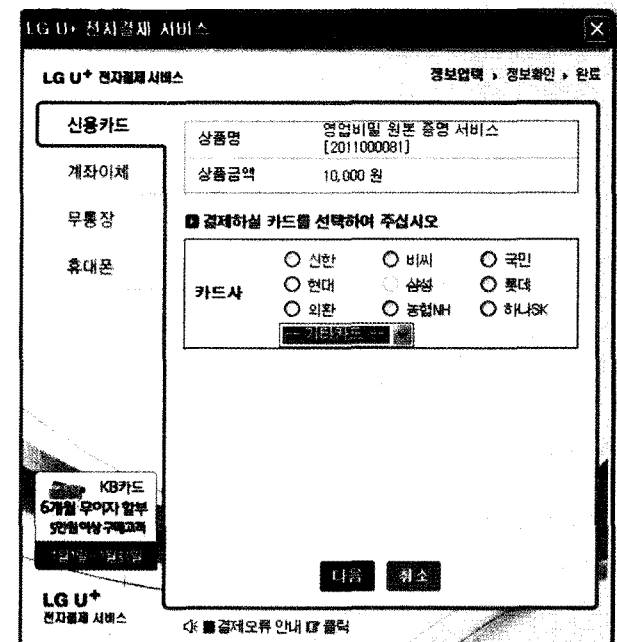 LG U+ 전자결제 서비스
LG U+ 전자결제 서비스
정보업력 , 정보확인 , 완료
신용카드
계좌이체
무통장
휴대폰
상품명
영업비밀 원본 증명 서비스
[2011000081]
상품금액
10,000 원
결제하실 카드를 선택하여 주십시오
카드사
신한 비씨 국민
현대 삼성 롯데
외환 농협NH 하나SK
-- 기타카드 --
KB카드
6개월 무이자 할부
5만원이상 구매고객
다음 취소
LG U+
전자결제 서비스
결제오류 안내 클릭